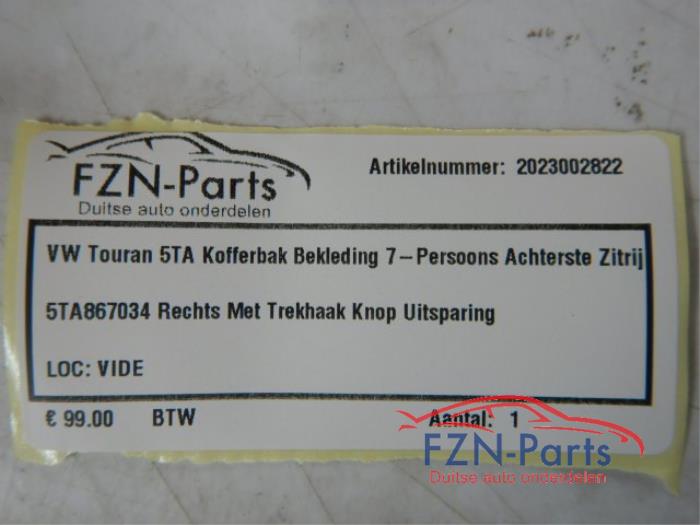 FZN-Parts
Duitse auto onderdelen
Artikelnummer: 2023002822
VW Touran 5TA Kofferbak Bekleding 7-Persoons Achterste Zitrij
5TA867034 Rechts Met Trekhaak Knop Uitsparing
LOC: VIDE
€ 99.00 BTW Aantal: 1
FZN-Parts
Duitse auto onderdelen